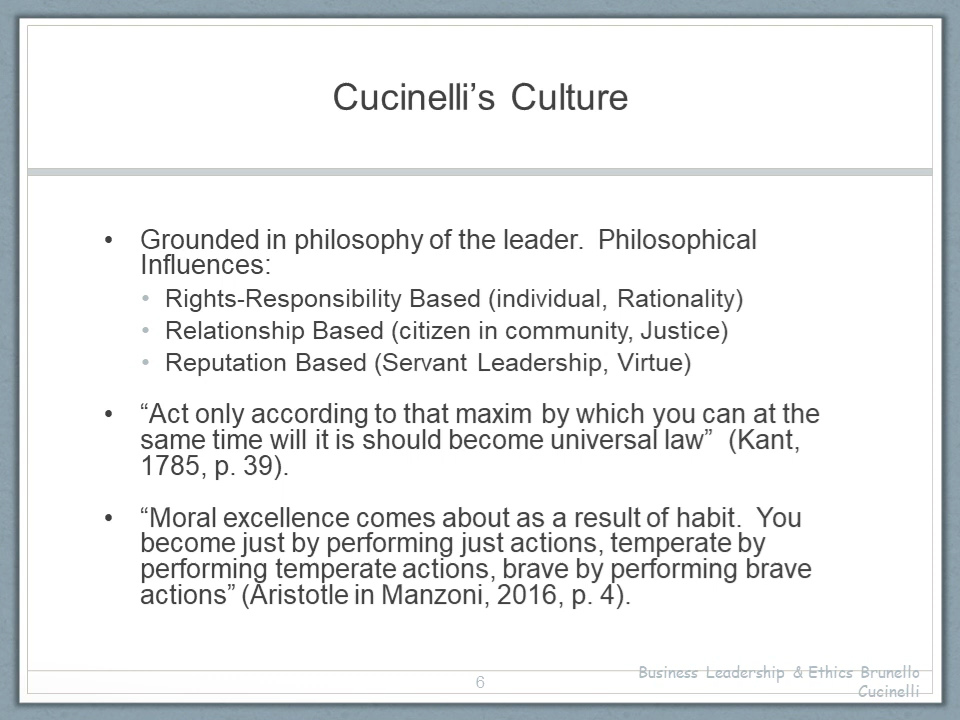 Cucinelli’s Culture
• Grounded in philosophy of the leader.  Philosophical
Influences:
• Rights-Responsibility Based (individual, Rationality)
• Relationship Based (citizen in community, Justice)
• Reputation Based (Servant Leadership, Virtue)
• “Act only according to that maxim by which you can at the
same time will it is should become universal law”  (Kant,
1785, p. 39).
• “Moral excellence comes about as a result of habit.  You
become just by performing just actions, temperate by
performing temperate actions, brave by performing brave
actions” (Aristotle in Manzoni, 2016, p. 4).
6
Business Leadership & Ethics Brunello
Cucinelli